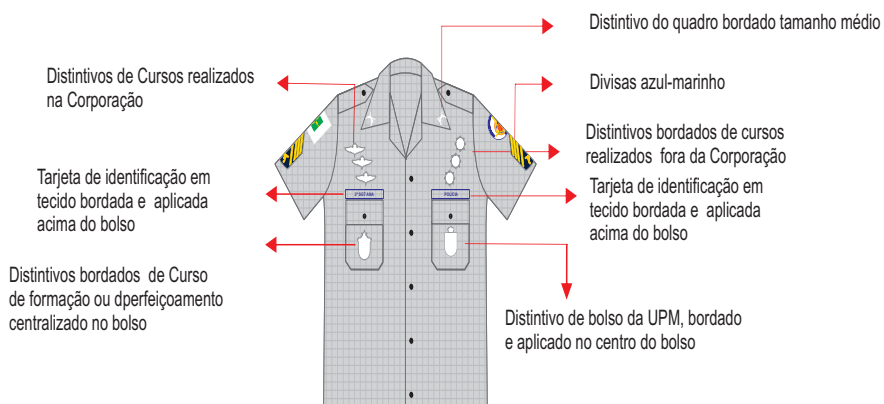 Distintivo do quadro bordado tamanho médio
Distintivos de Cursos realizados
na Corporação
Divisas azul-marinho
Distintivos bordados de cursos
realizados fora da Corporação
Tarjeta de identificação em
tecido bordada e aplicada
acima do bolso
Tarjeta de identificação em
tecido bordada e aplicada
acima do bolso
POLÍCIA
Distintivos bordados de Curso
de formação ou dperfeiçoamento
centralizado no bolso
Distintivo de bolso da UPM, bordado
e aplicado no centro do bolso